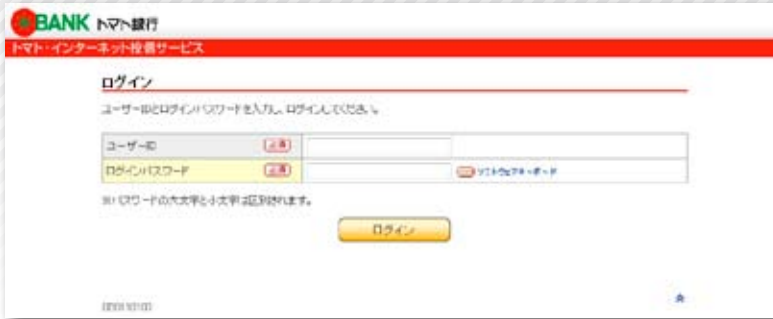 BANK トマト銀行
トマト・インターネット投信サービス
ログイン
ユーザーIDとログインパスワードを入力し、ログインしてください。
ユーザーID 必須
ログインパスワード 必須 ソフトウェアキーボード
※パスワードの大文字と小文字は区別されます。
ログイン